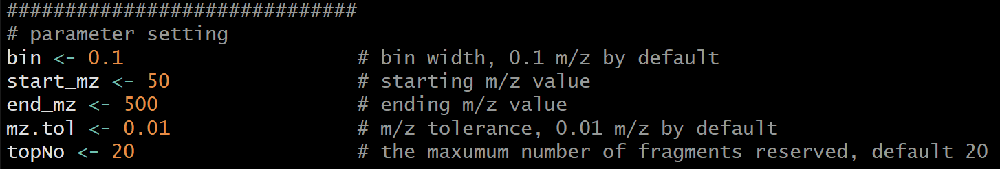 ##############################
# parameter setting
bin <- 0.1 # bin width, 0.1 m/z by default
start_mz <- 50 # starting m/z value
end_mz <- 500 # ending m/z value
mz.tol <- 0.01 # m/z tolerance, 0.01 m/z by default
topNo <- 20 # the maxumum number of fragments reserved, default 20